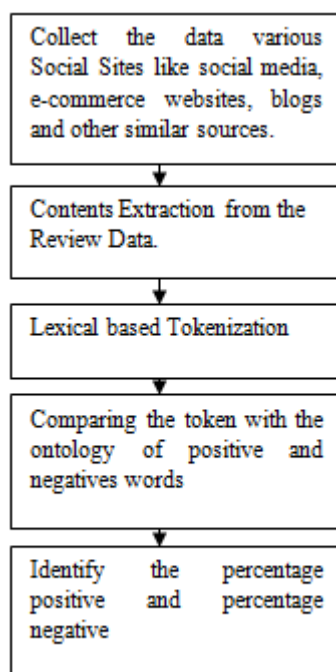 Collect the data various
Social Sites like social media,
e-commerce websites, blogs
and other similar sources.
Contents Extraction from the
Review Data.
Lexical based Tokenization
Comparing the token with the
ontology of positive and
negatives words
Identify the percentage
positive and percentage
negative